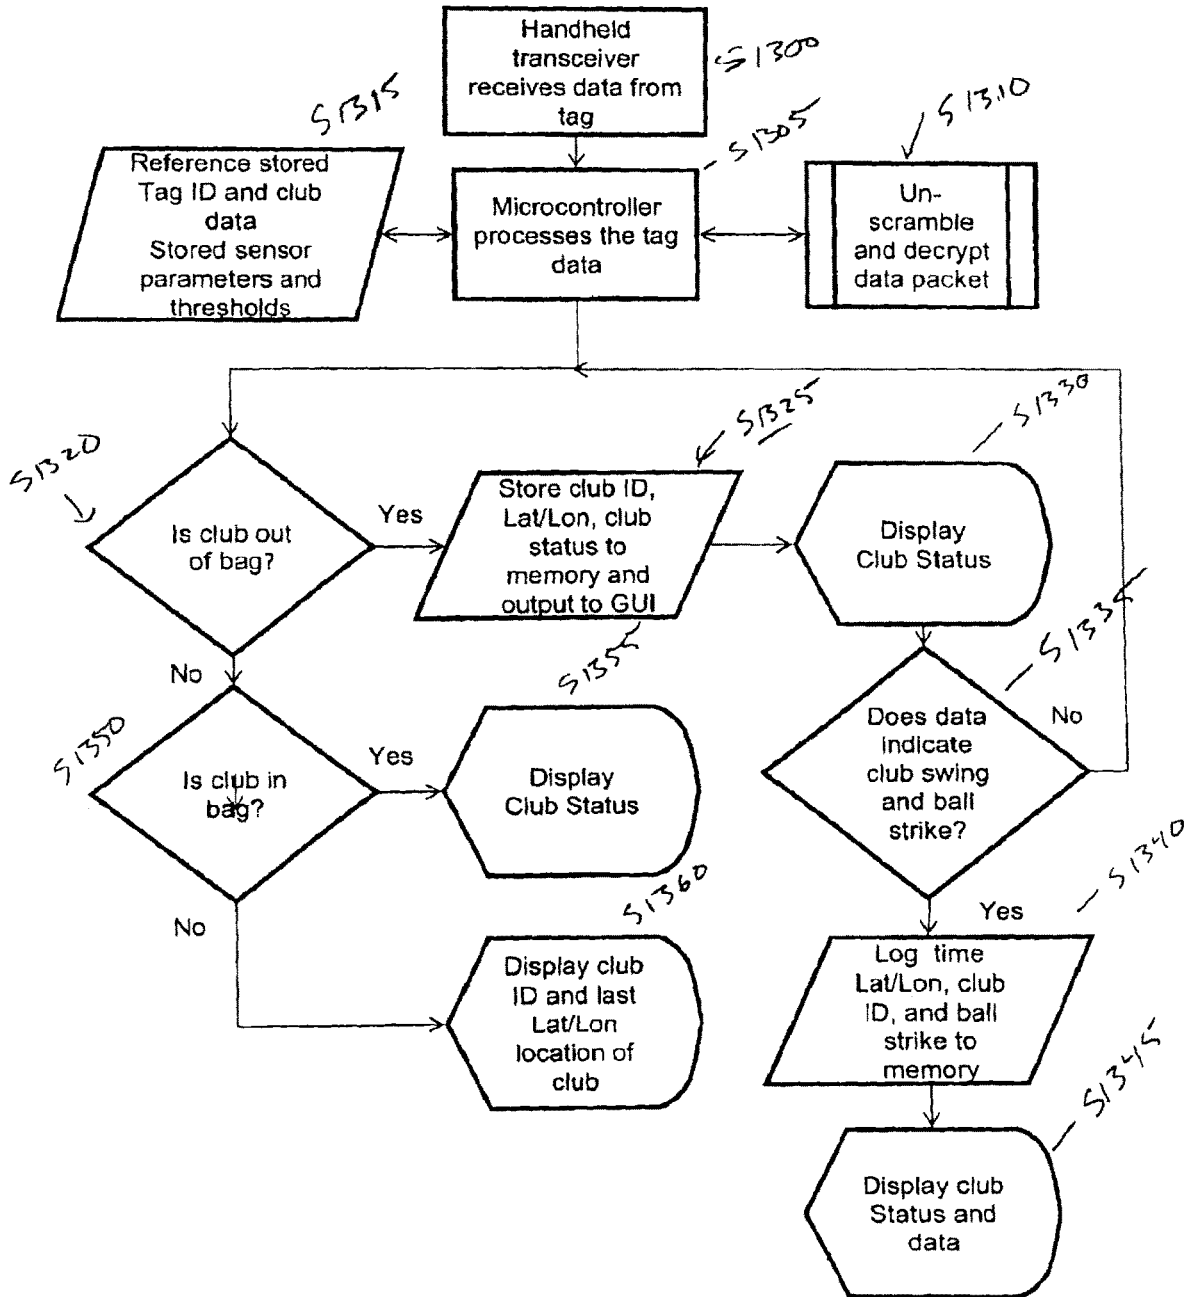 Handheld
transceiver
receives data from
tag
S1300
S1315
S1305
S1310
Reference stored
Tag ID and club
data
Stored sensor
parameters and
thresholds
Microcontroller
processes the tag
data
Un-
scramble
and decrypt
data packet
S1320
Is club out
of bag?
Yes
No
S1325
Store club ID,
Lat/Lon, club
status to
memory and
output to GUI
S1330
Display
Club Status
S1335
Does data
indicate
club swing
and ball
strike?
No
Yes
S1350
Is club in
bag?
Yes
No
S1355
Display
Club Status
S1360
Display club
ID and last
Lat/Lon
location of
club
S1340
Log time
Lat/Lon, club
ID, and ball
strike to
memory
S1345
Display club
Status and
data